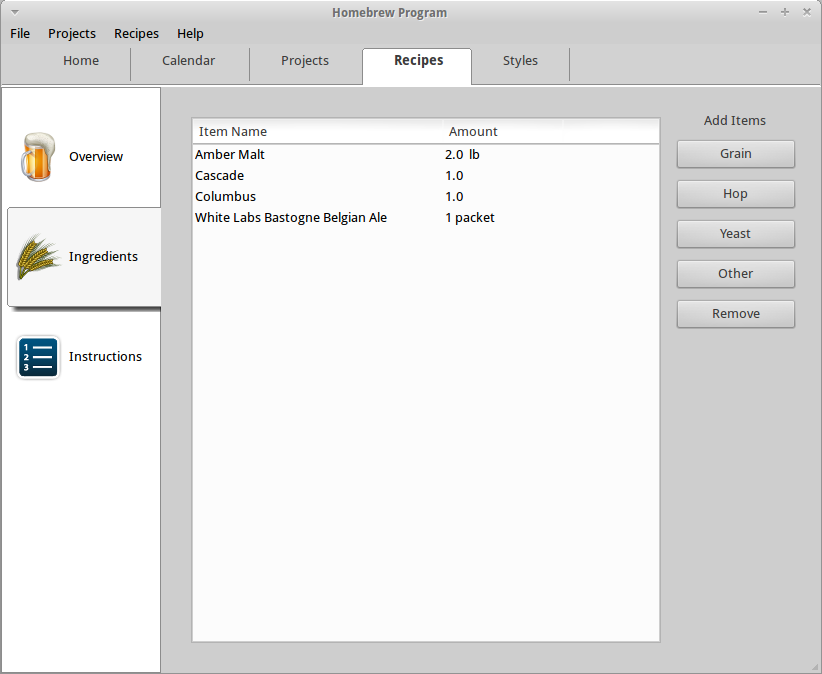 Homebrew Program
File Projects Recipes Help
Home Calendar Projects Recipes Styles
Overview
Ingredients
1
2
3
Instructions
Item Name Amount
Amber Malt 2.0 lb
Cascade 1.0
Columbus 1.0
White Labs Bastogne Belgian Ale 1 packet
Add Items
Grain
Hop
Yeast
Other
Remove